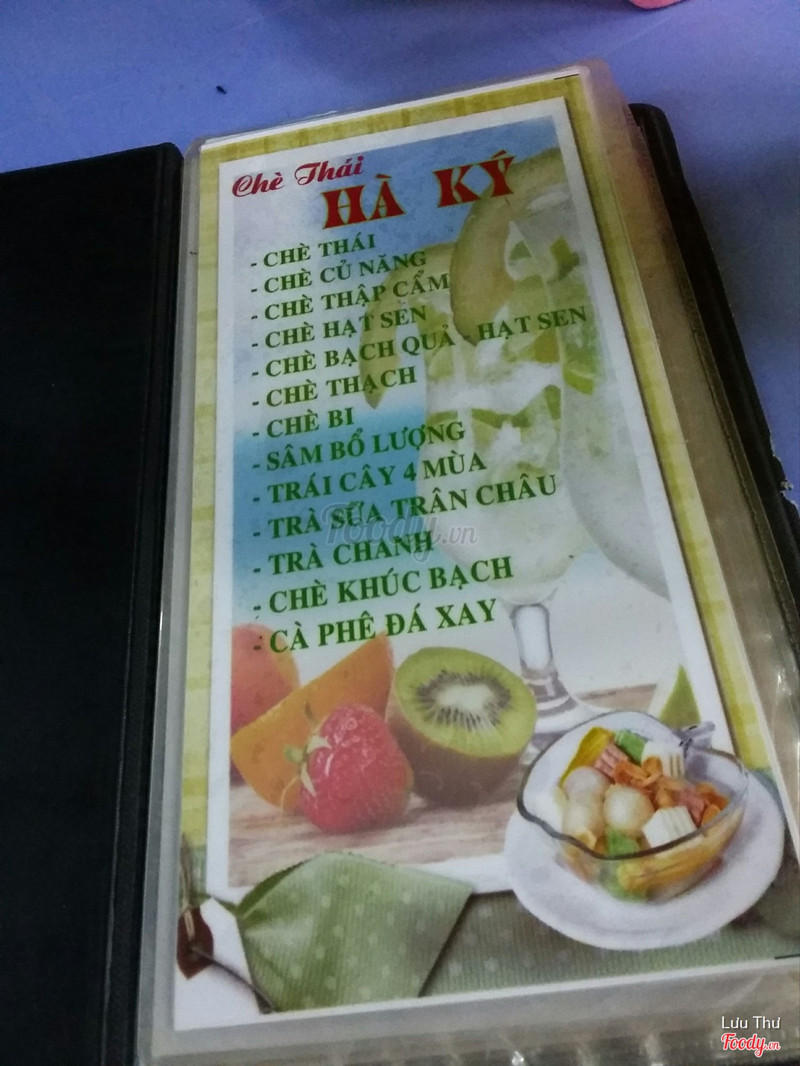 Chè Thái
HÀ KÝ
- CHÈ THÁI
- CHÈ CỦ NĂNG
- CHÈ THẬP CẨM
- CHÈ HẠT SEN
- CHÈ BẠCH QUẢ - HẠT SEN
- CHÈ THẠCH
- CHÈ BI
- SÂM BỔ LƯỢNG
- TRÁI CÂY 4 MÙA
- TRÀ SỮA TRÂN CHÂU
- TRÀ CHANH
- CHÈ KHÚC BẠCH
- CÀ PHÊ ĐÁ XAY
Foody.vn
Lưu Thư
Foody.vn